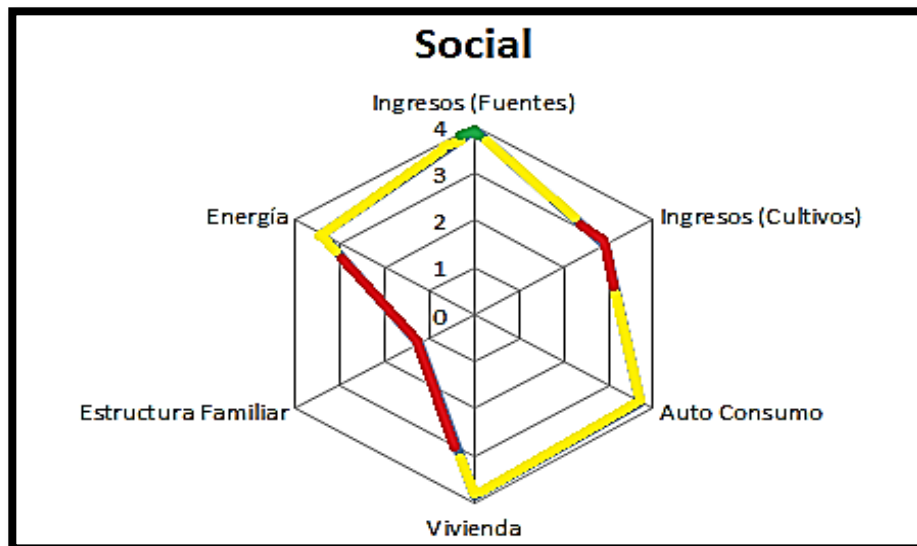 Social
Ingresos (Fuentes)
4
3
2
1
0
Energía
Ingresos (Cultivos)
Estructura Familiar
Auto Consumo
Vivienda